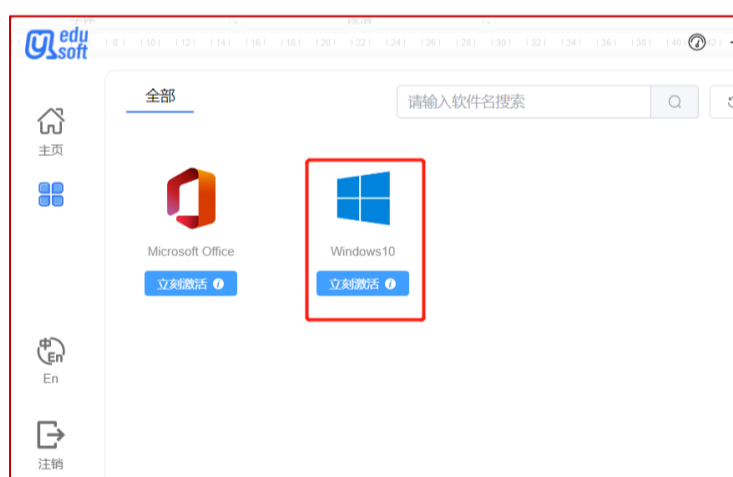 edu
soft
全部
请输入软件名搜索
主页
Microsoft Office
Windows10
立刻激活
立刻激活
中
En
En
注销